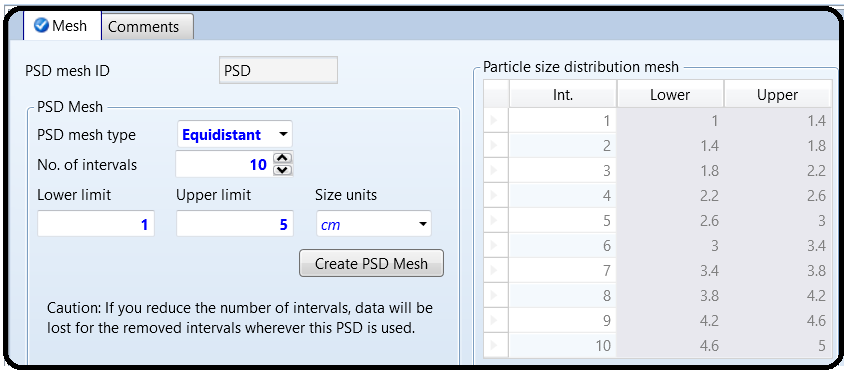 Mesh
Comments
PSD mesh ID
PSD
PSD Mesh
PSD mesh type
Equidistant
No. of intervals
10
Lower limit
Upper limit
Size units
1
5
cm
Create PSD Mesh
Caution: If you reduce the number of intervals, data will be
lost for the removed intervals wherever this PSD is used.
Particle size distribution mesh
Int. Lower Upper
1 1 1.4
2 1.4 1.8
3 1.8 2.2
4 2.2 2.6
5 2.6 3
6 3 3.4
7 3.4 3.8
8 3.8 4.2
9 4.2 4.6
10 4.6 5